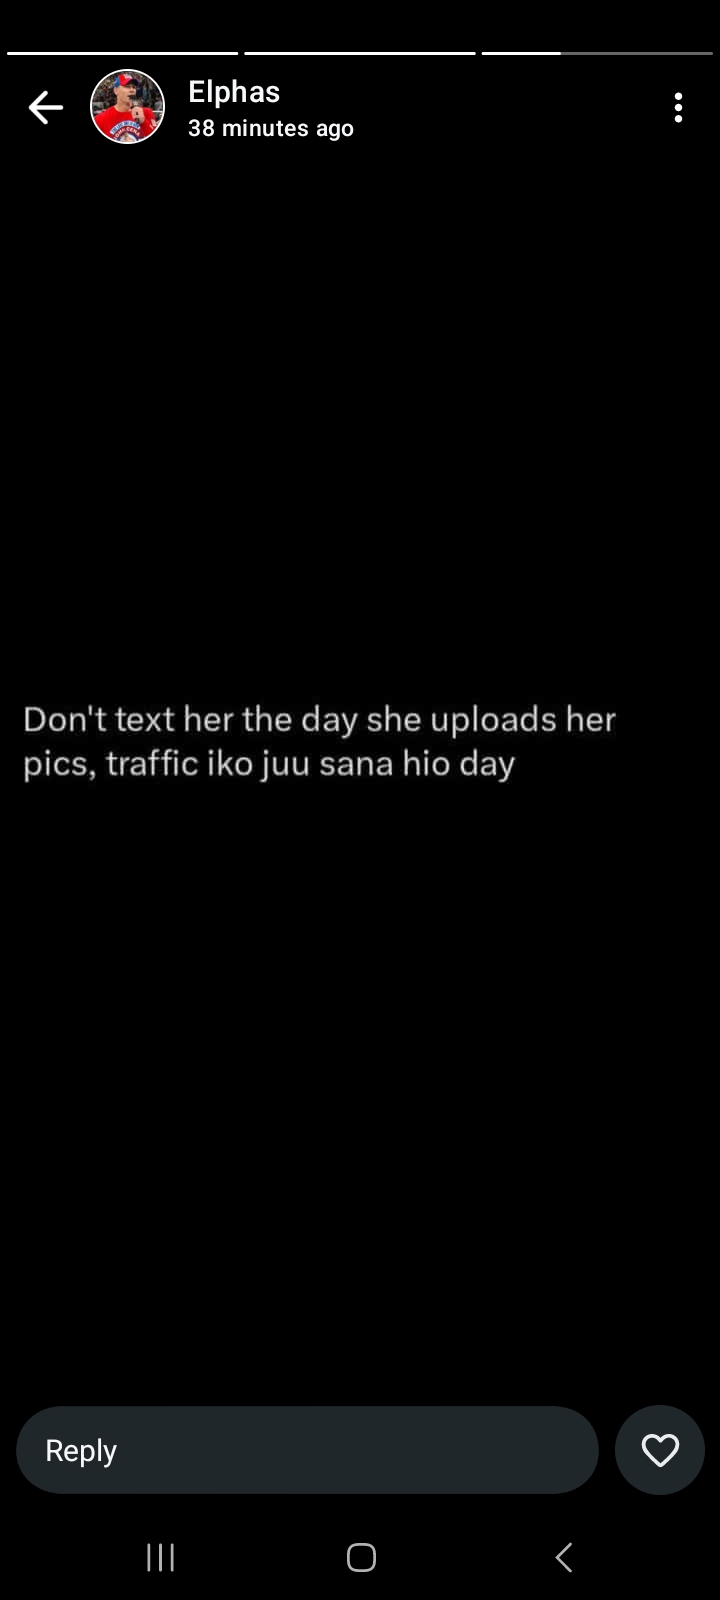 Elphas
38 minutes ago
Don't text her the day she uploads her
pics, traffic iko juu sana hio day
Reply